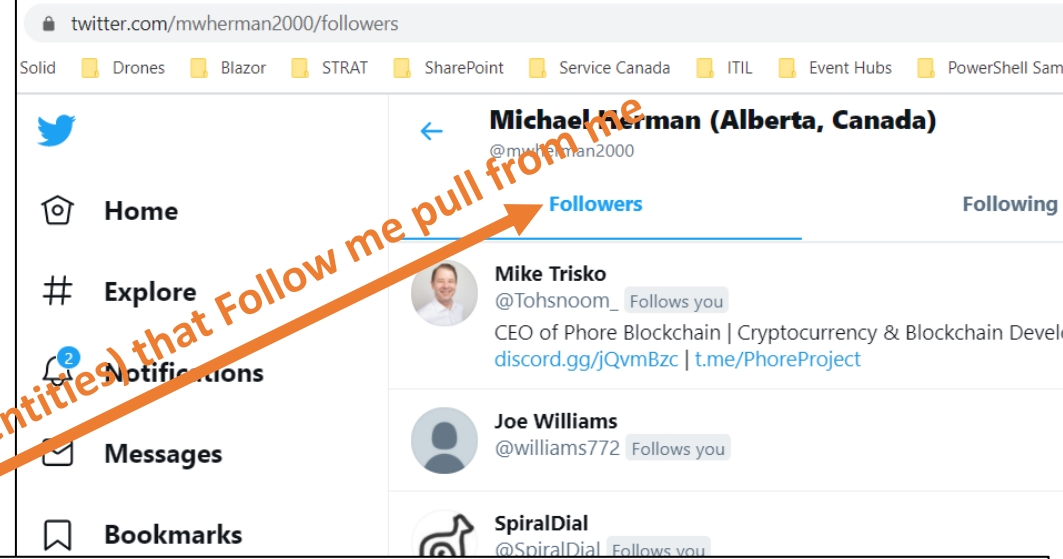 twitter.com/mwherman2000/followers
Solid Drones Blazor STRAT SharePoint Service Canada ITIL Event Hubs PowerShell Sam
Michael Herman (Alberta, Canada)
@mwherman2000
Followers Following
Home
Explore
Notifications
2
Messages
Bookmarks
ntities) that Follow me pull from me
Mike Trisko
@Tohsnoom_ Follows you
CEO of Phore Blockchain | Cryptocurrency & Blockchain Develo
discord.gg/jQvmBzc | t.me/PhoreProject
Joe Williams
@williams772 Follows you
SpiralDial
@SpiralDial Follows you